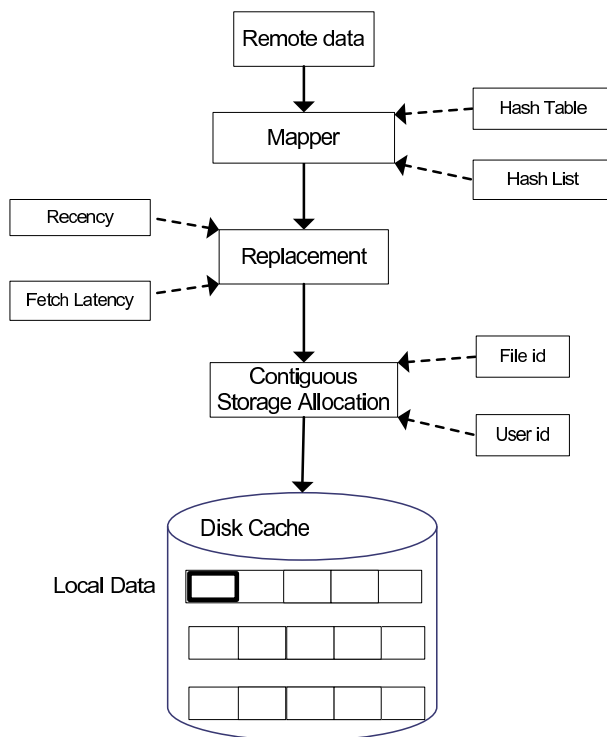 Remote data
Hash Table
Mapper
Hash List
Recency
Replacement
Fetch Latency
File id
Contiguous
Storage Allocation
User id
Disk Cache
Local Data